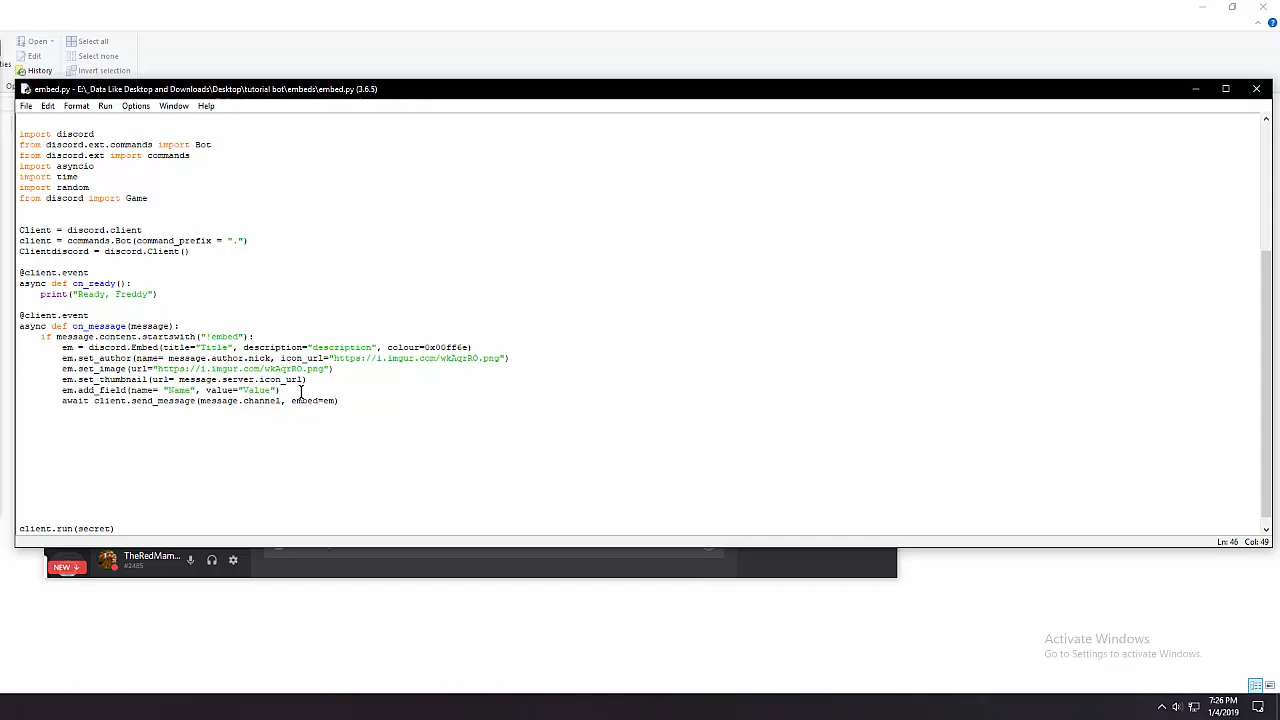 Open
Select all
Edit
Select none
History
Invert selection
embed.py - E:\_Data Like Desktop and Downloads\Desktop\tutorial bot\embeds\embed.py (3.6.5)
File Edit Format Run Options Window Help
import discord
from discord.ext.commands import Bot
from discord.ext import commands
import asyncio
import time
import random
from discord import Game
Client = discord.client
client = commands.Bot(command_prefix = ".")
Clientdiscord = discord.Client()
@client.event
async def on_ready():
print("Ready, Freddy")
@client.event
async def on_message(message):
if message.content.startswith("!embed"):
em = discord.Embed(title="Title", description="description", colour=0x00ff6e)
em.set_author(name= message.author.nick, icon_url="https://i.imgur.com/wkAqrRO.png")
em.set_image(url="https://i.imgur.com/wkAqrRO.png")
em.set_thumbnail(url= message.server.icon_url)
em.add_field(name= "Name", value="Value")
await client.send_message(message.channel, embed=em)
client.run(secret)
Ln: 46 Col: 49
TheRedMam...
#2485
NEW ↓
Activate Windows
Go to Settings to activate Windows.
7:26 PM
1/4/2019